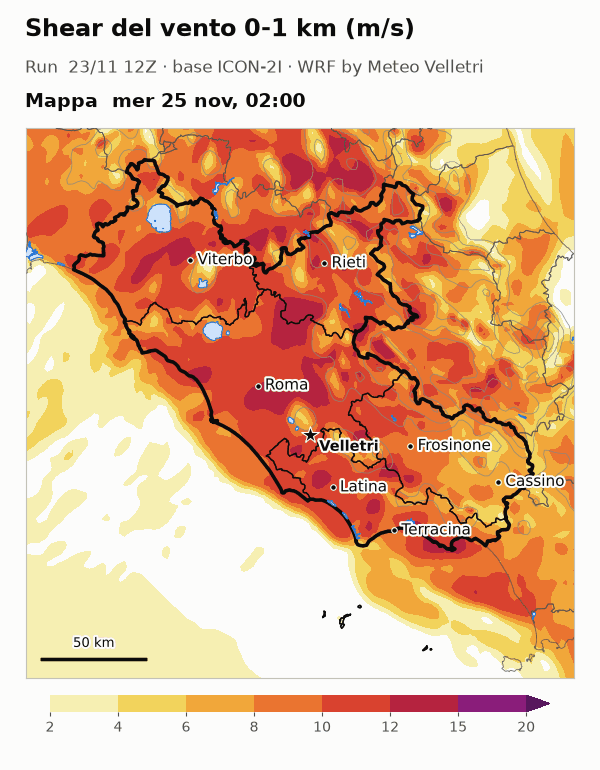 Shear del vento 0-1 km (m/s)
Run 23/11 12Z · base ICON-2I · WRF by Meteo Velletri
Mappa mer 25 nov, 02:00
Viterbo
Rieti
Roma
Velletri
Frosinone
Latina
Cassino
Terracina
50 km
2 4 6 8 10 12 15 20